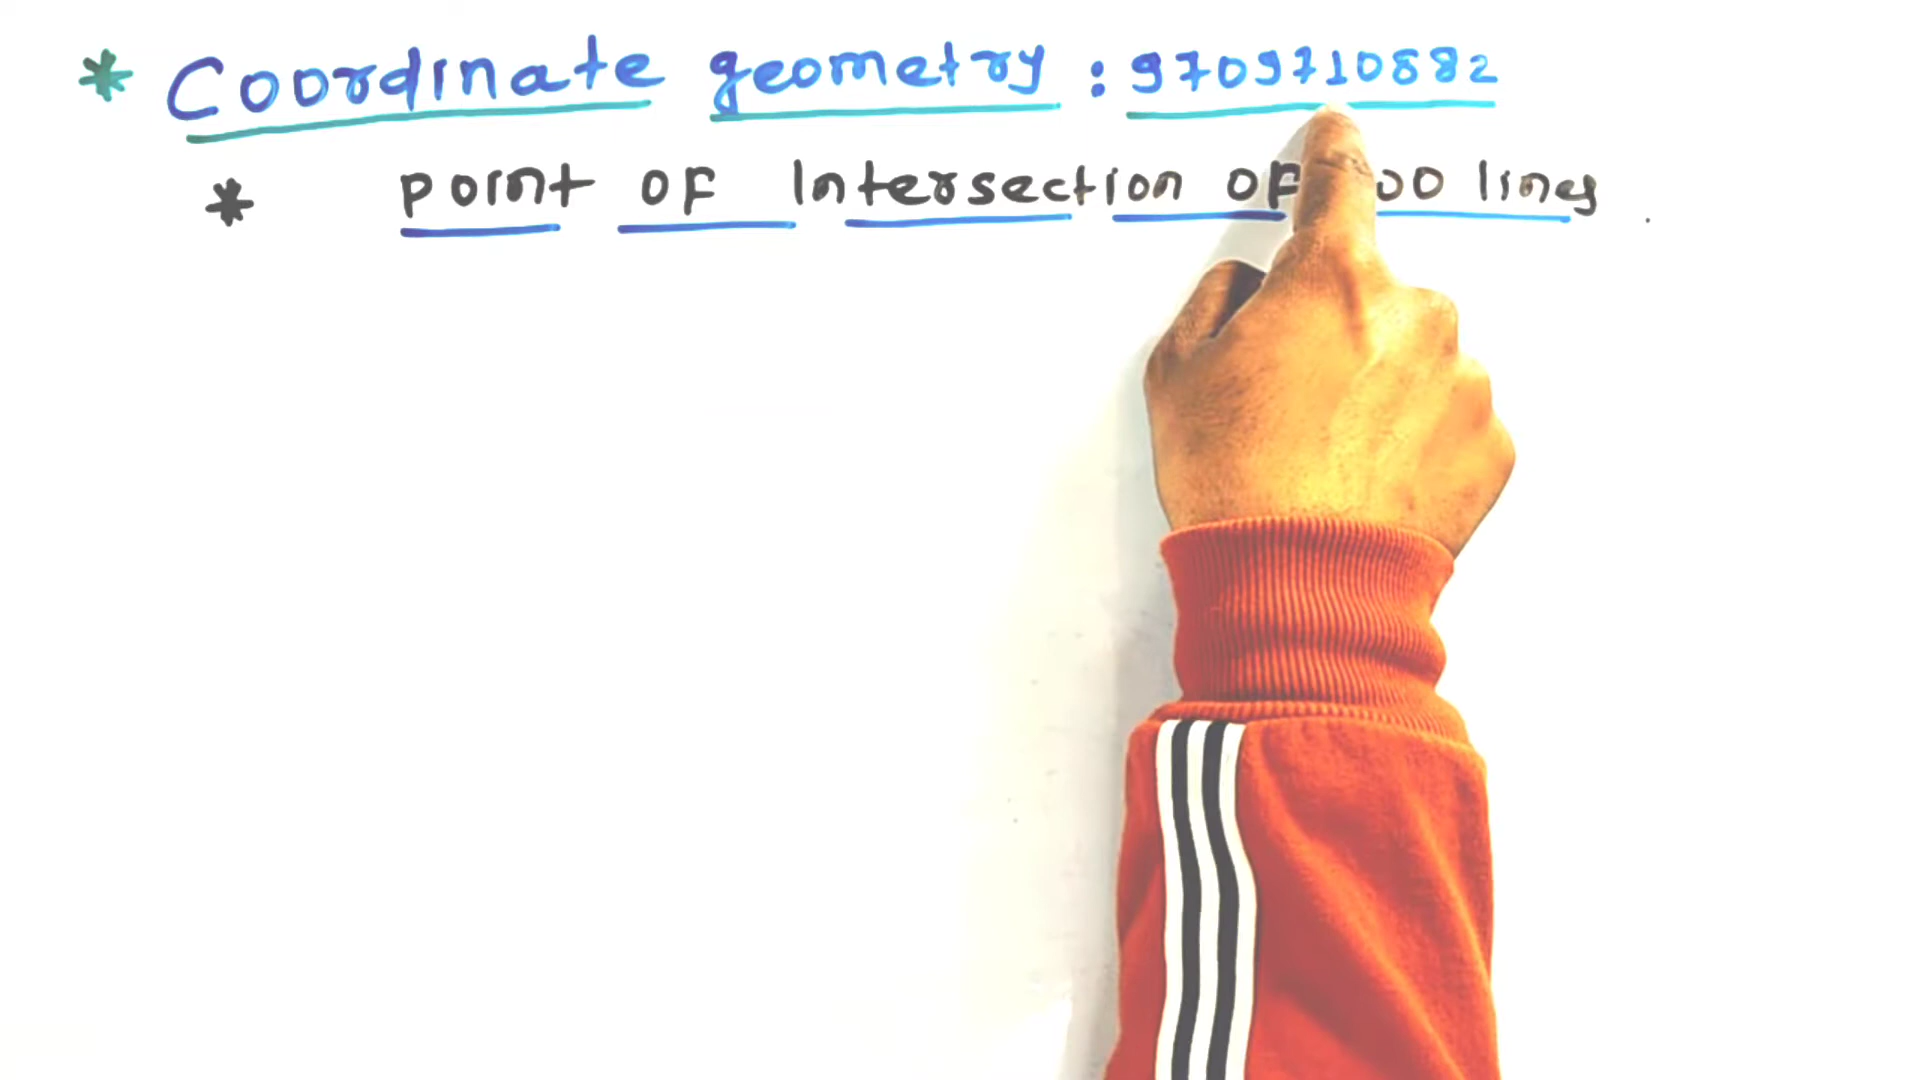 * Coordinate geometry : 9709710882
* point of Intersection of lines